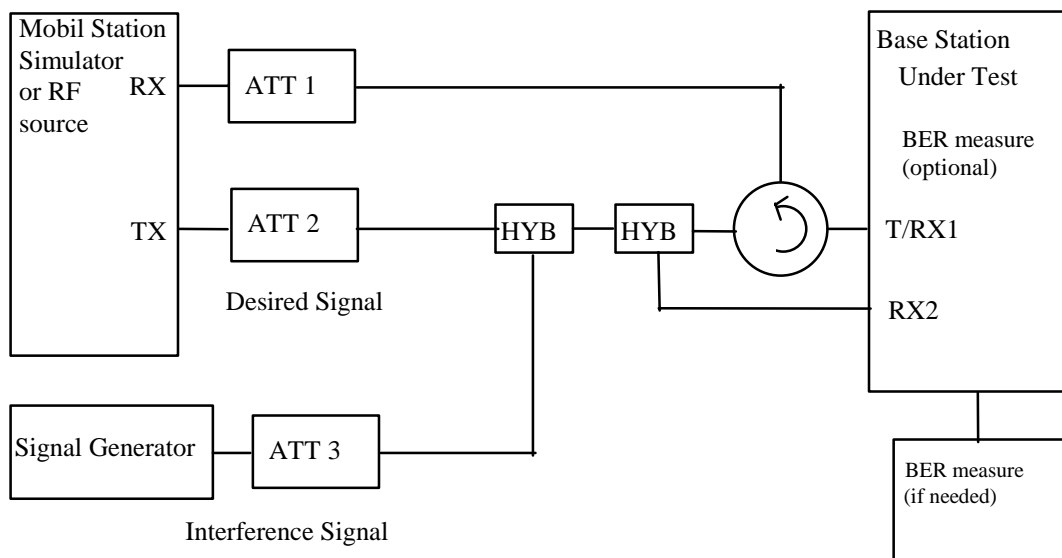 Mobil Station
Simulator
or RF
source
RX
TX
ATT 1
ATT 2
Desired Signal
HYB
HYB
Base Station
Under Test
BER measure
(optional)
T/RX1
RX2
Signal Generator
ATT 3
Interference Signal
BER measure
(if needed)